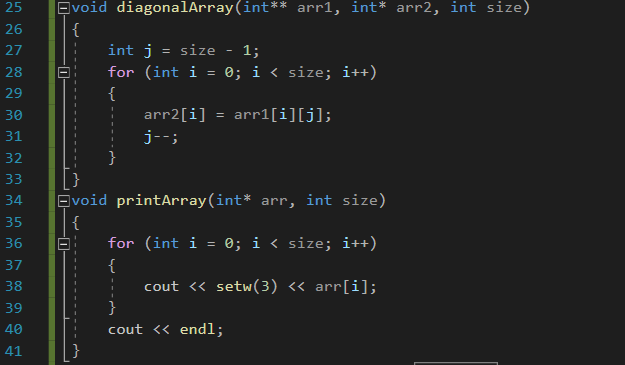 25 void diagonalArray(int** arr1, int* arr2, int size)
26 {
27     int j = size - 1;
28     for (int i = 0; i < size; i++)
29     {
30         arr2[i] = arr1[i][j];
31         j--;
32     }
33 }
34 void printArray(int* arr, int size)
35 {
36     for (int i = 0; i < size; i++)
37     {
38         cout << setw(3) << arr[i];
39     }
40     cout << endl;
41 }